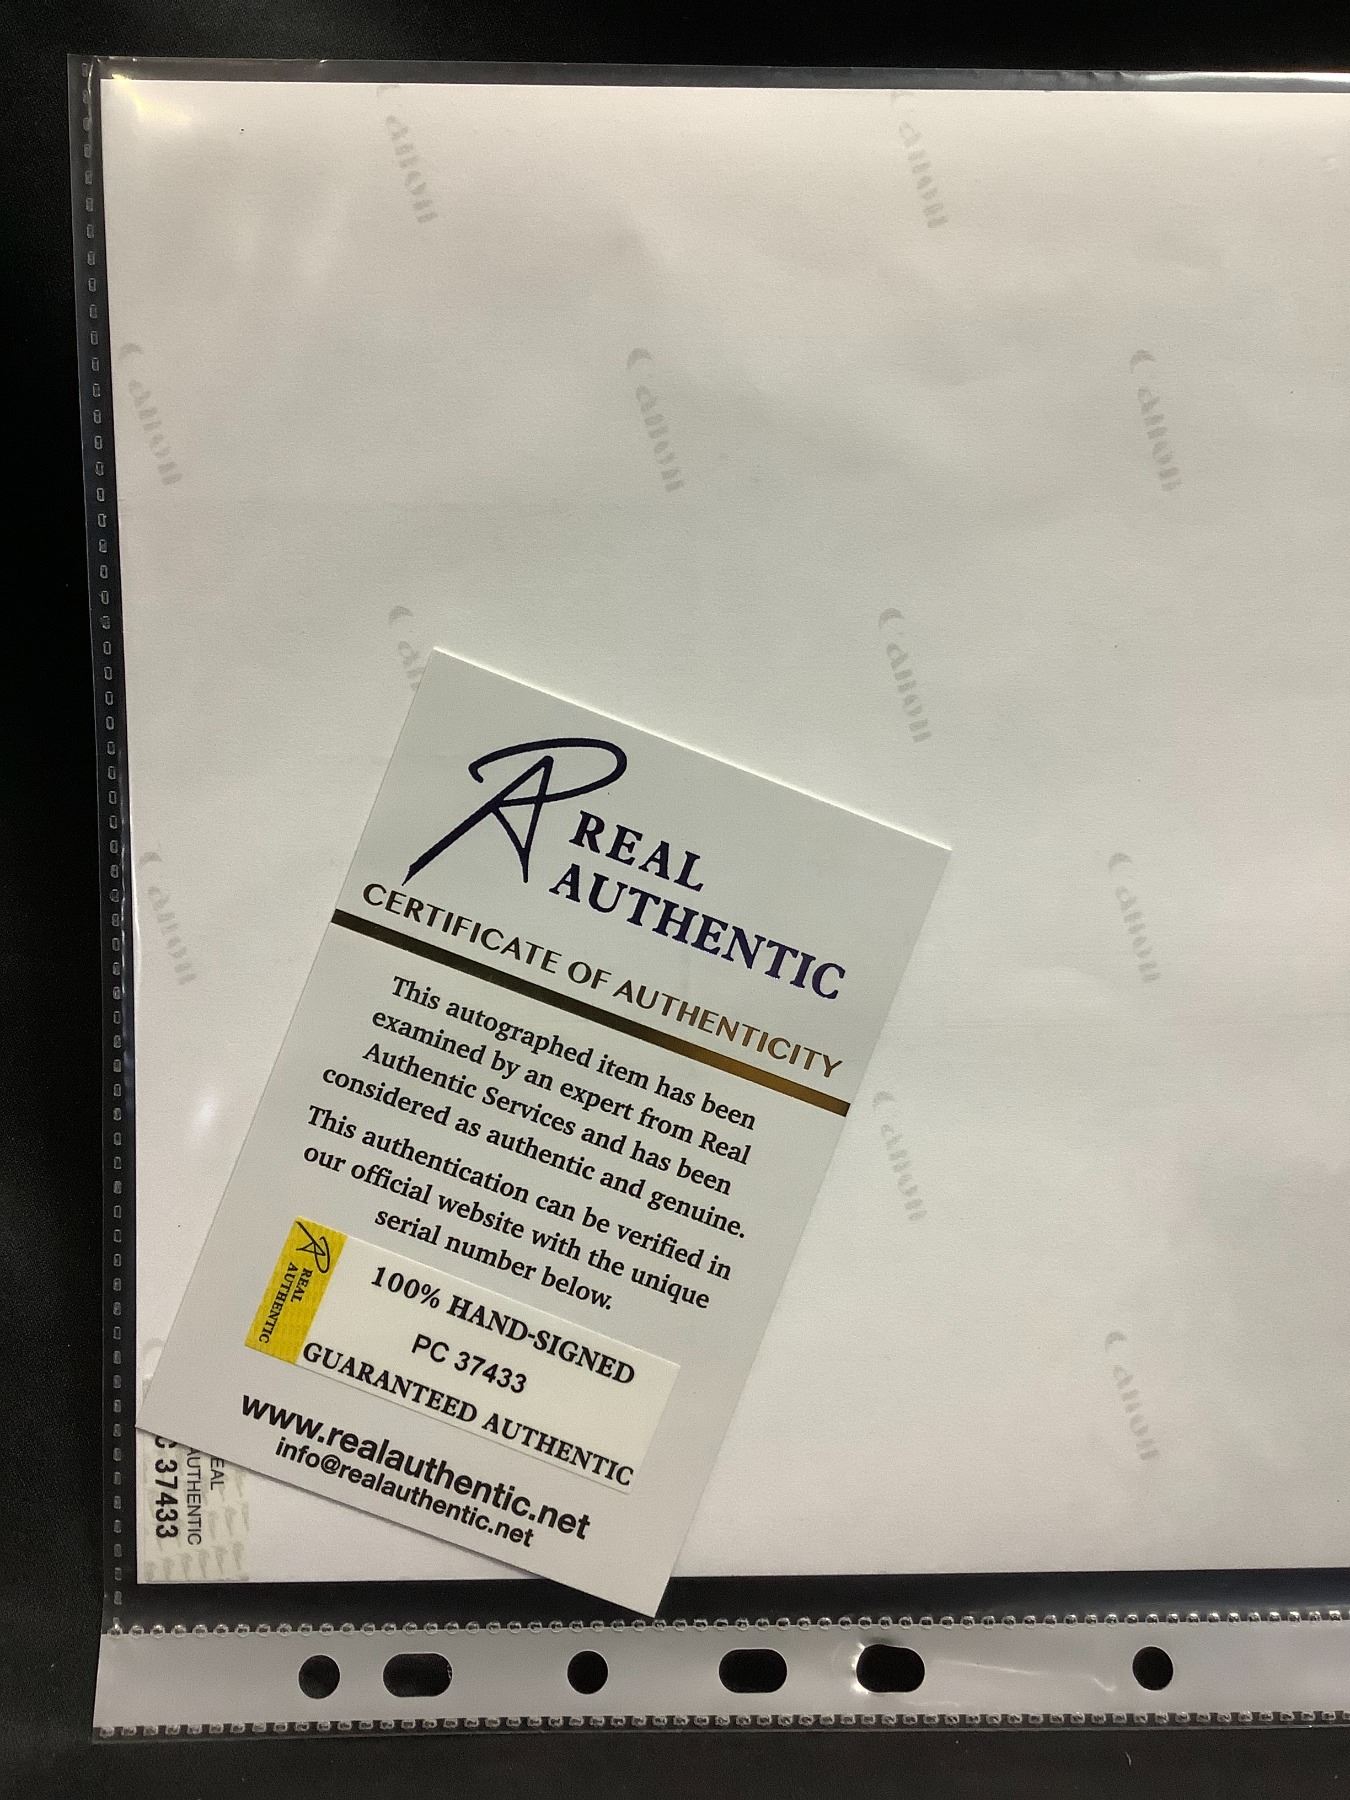 Canon
Canon
Canon
Canon
Canon
Canon
Canon
Canon
Canon
Canon
REAL
AUTHENTIC
CERTIFICATE OF AUTHENTICITY
This autographed item has been
examined by an expert from Real
Authentic Services and has been
considered as authentic and genuine.
This authentication can be verified in
our official website with the unique
serial number below.
REAL
AUTHENTIC
100% HAND-SIGNED
PC 37433
GUARANTEED AUTHENTIC
www.realauthentic.net
info@realauthentic.net
EAL
AUTHENTIC
C 37433